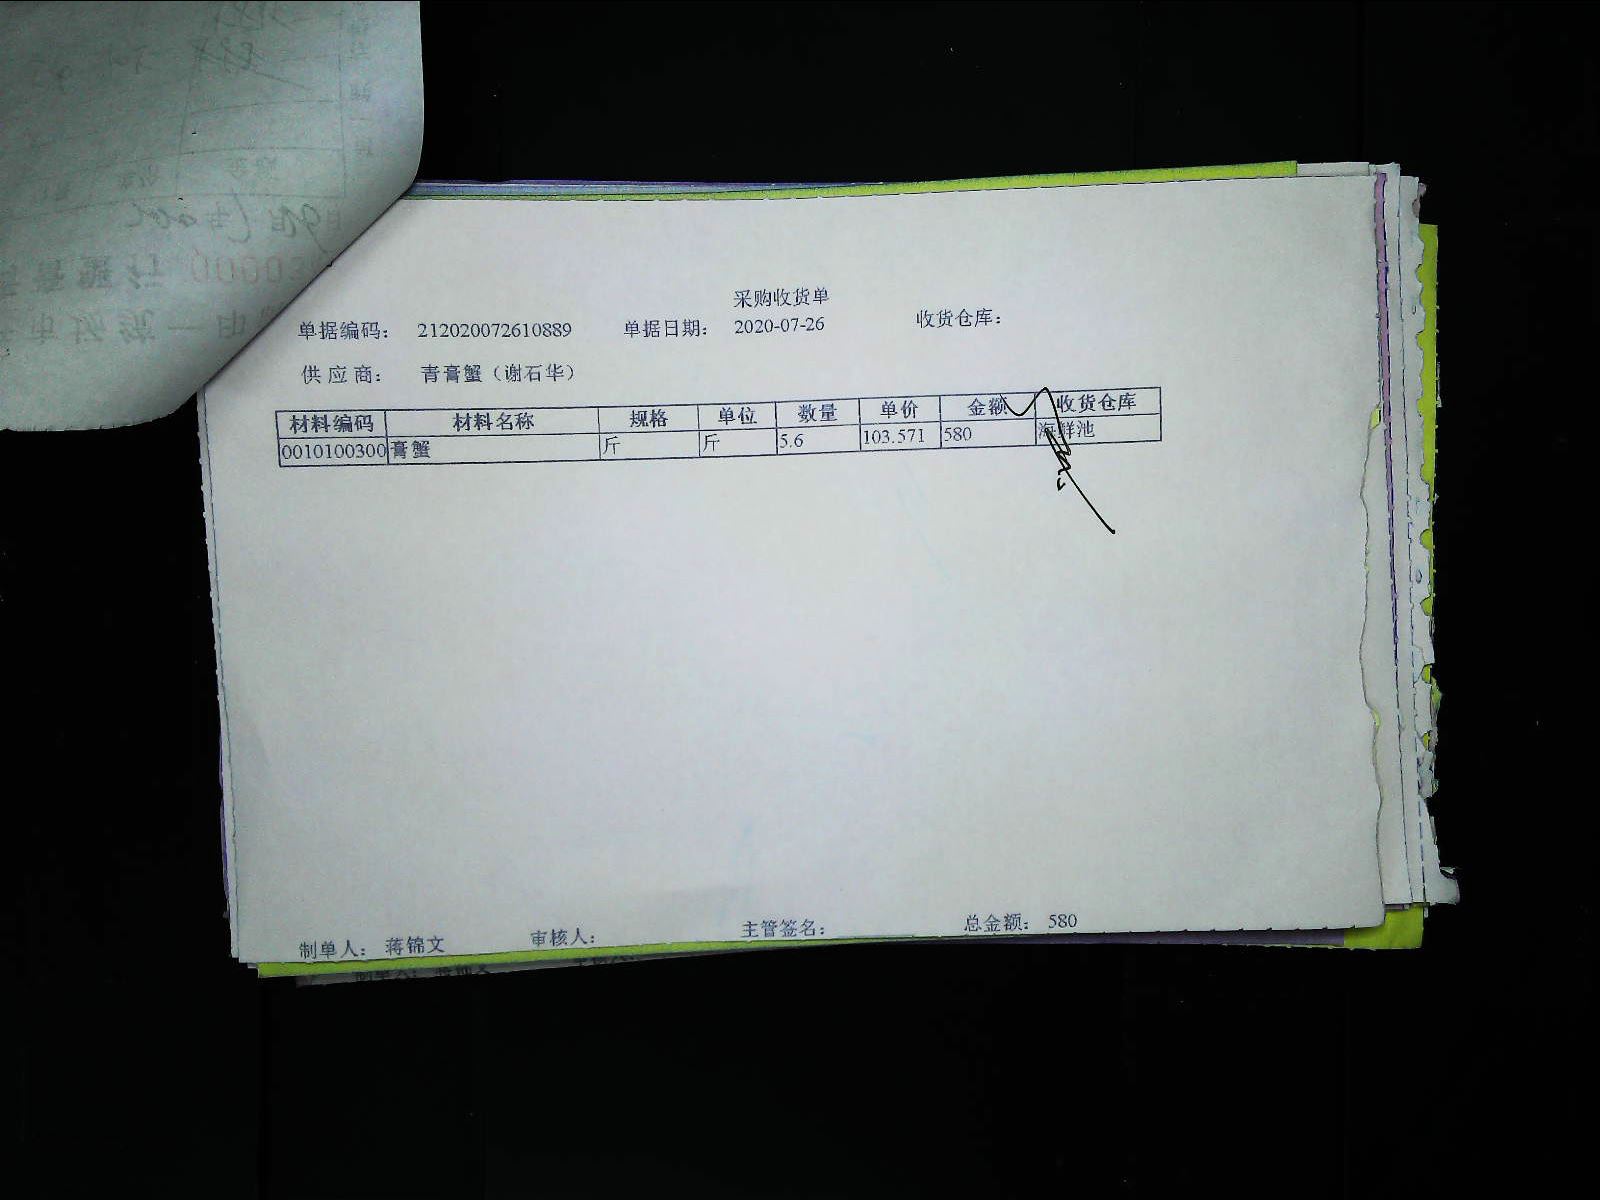 采购收货单
单据编码： 212020072610889 单据日期： 2020-07-26 收货仓库：
供 应 商： 青膏蟹（谢石华）
材料编码 材料名称 规格 单位 数量 单价 金额 收货仓库
0010100300 膏蟹 斤 斤 5.6 103.571 580 海鲜池
制单人： 蒋锦文 审核人： 主管签名： 总金额： 580